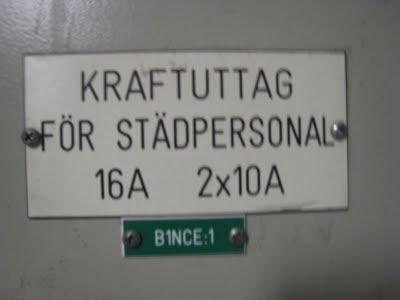 KRAFTUTTAG
FÖR STÄDPERSONAL
16A 2x10A
B1NCE:1